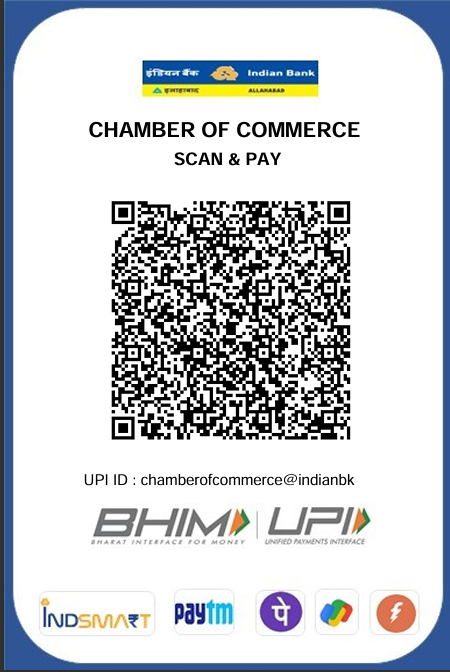 इंडियन बैंक Indian Bank
इलाहाबाद ALLAHABAD
CHAMBER OF COMMERCE
SCAN & PAY
UPI ID : chamberofcommerce@indianbk
BHIM UPI
BHARAT INTERFACE FOR MONEY UNIFIED PAYMENTS INTERFACE
INDSMA₹T paytm पे